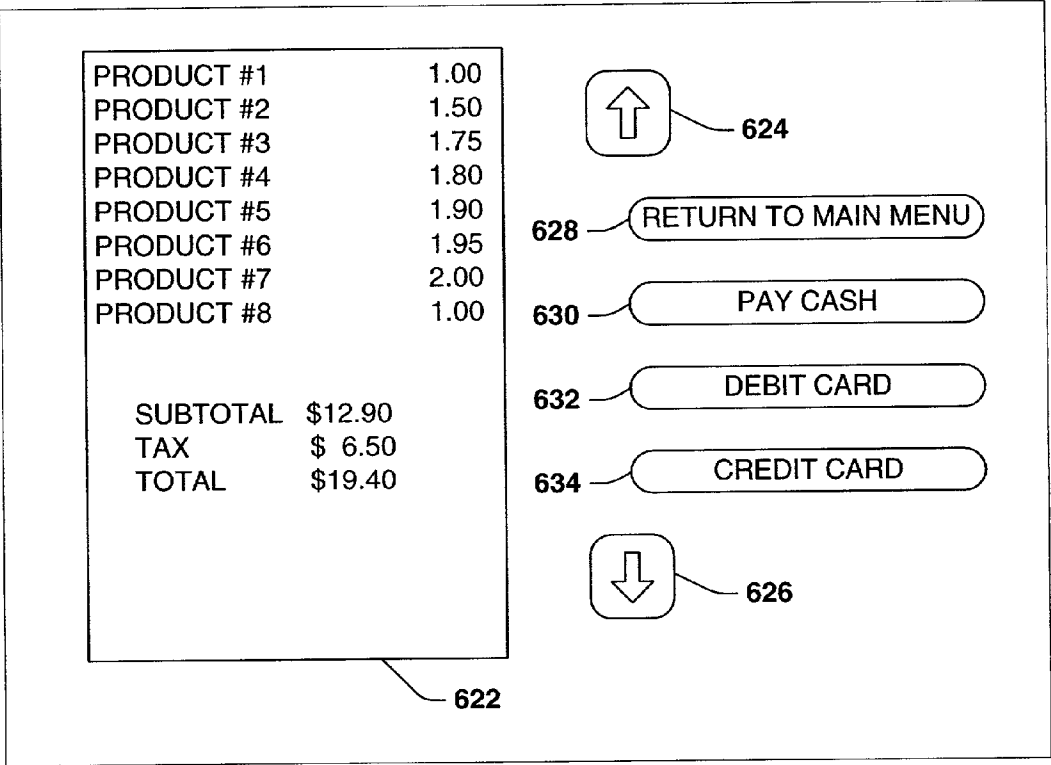 PRODUCT #1 1.00
PRODUCT #2 1.50
PRODUCT #3 1.75
PRODUCT #4 1.80
PRODUCT #5 1.90
PRODUCT #6 1.95
PRODUCT #7 2.00
PRODUCT #8 1.00
SUBTOTAL $12.90
TAX $ 6.50
TOTAL $19.40
622
624
628 RETURN TO MAIN MENU
630 PAY CASH
632 DEBIT CARD
634 CREDIT CARD
626